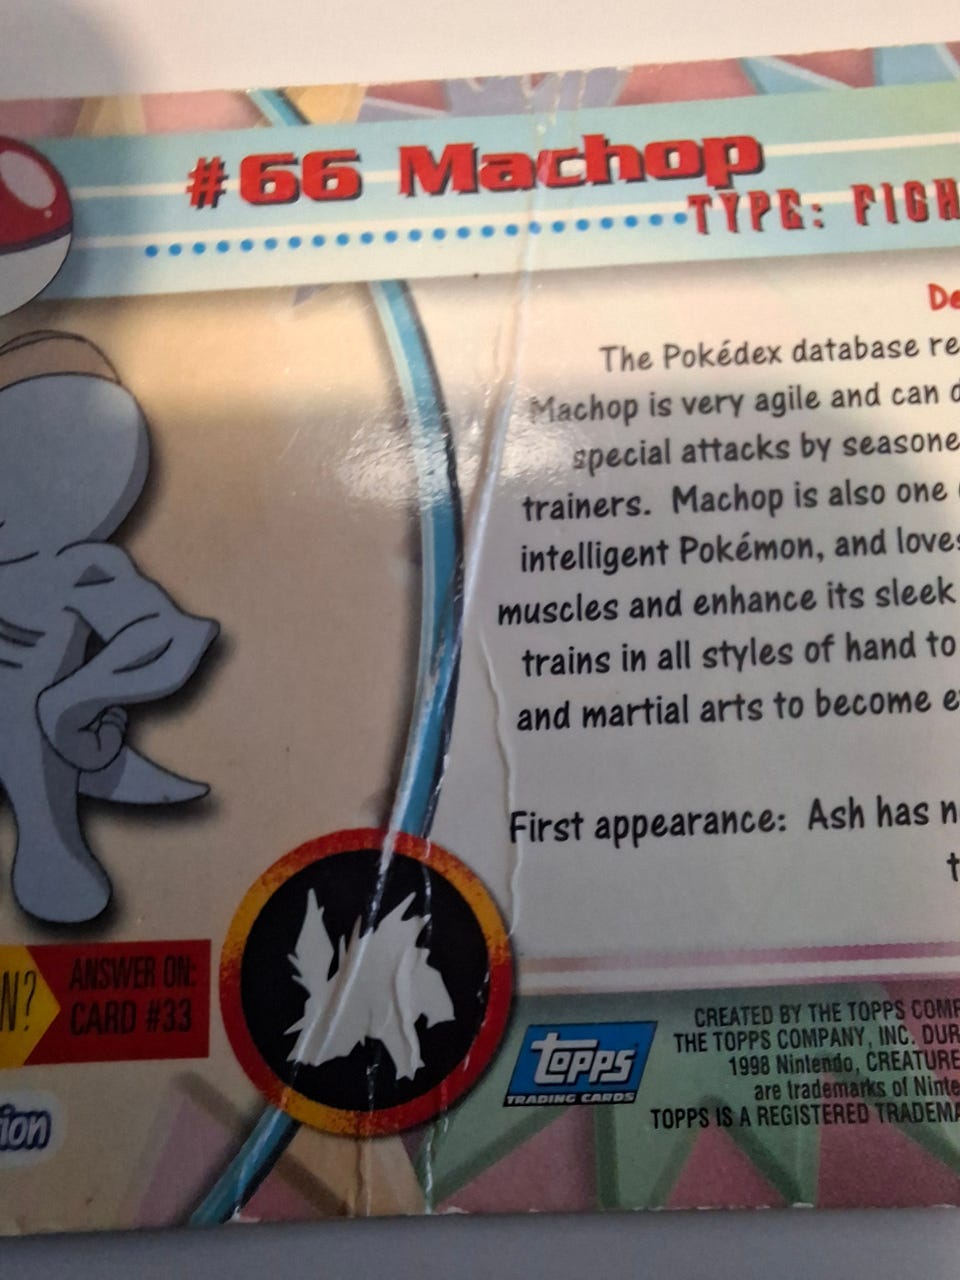 #66 Machop
TYPE: FIGH
De
The Pokédex database re
Machop is very agile and can d
special attacks by seasone
trainers. Machop is also one
intelligent Pokémon, and loves
muscles and enhance its sleek
trains in all styles of hand to
and martial arts to become e
First appearance: Ash has n
t
N?
ANSWER ON:
CARD #33
ion
topps
TRADING CARDS
CREATED BY THE TOPPS COMP
THE TOPPS COMPANY, INC. DUR
1998 Nintendo, CREATURE
are trademarks of Ninte
TOPPS IS A REGISTERED TRADEMA